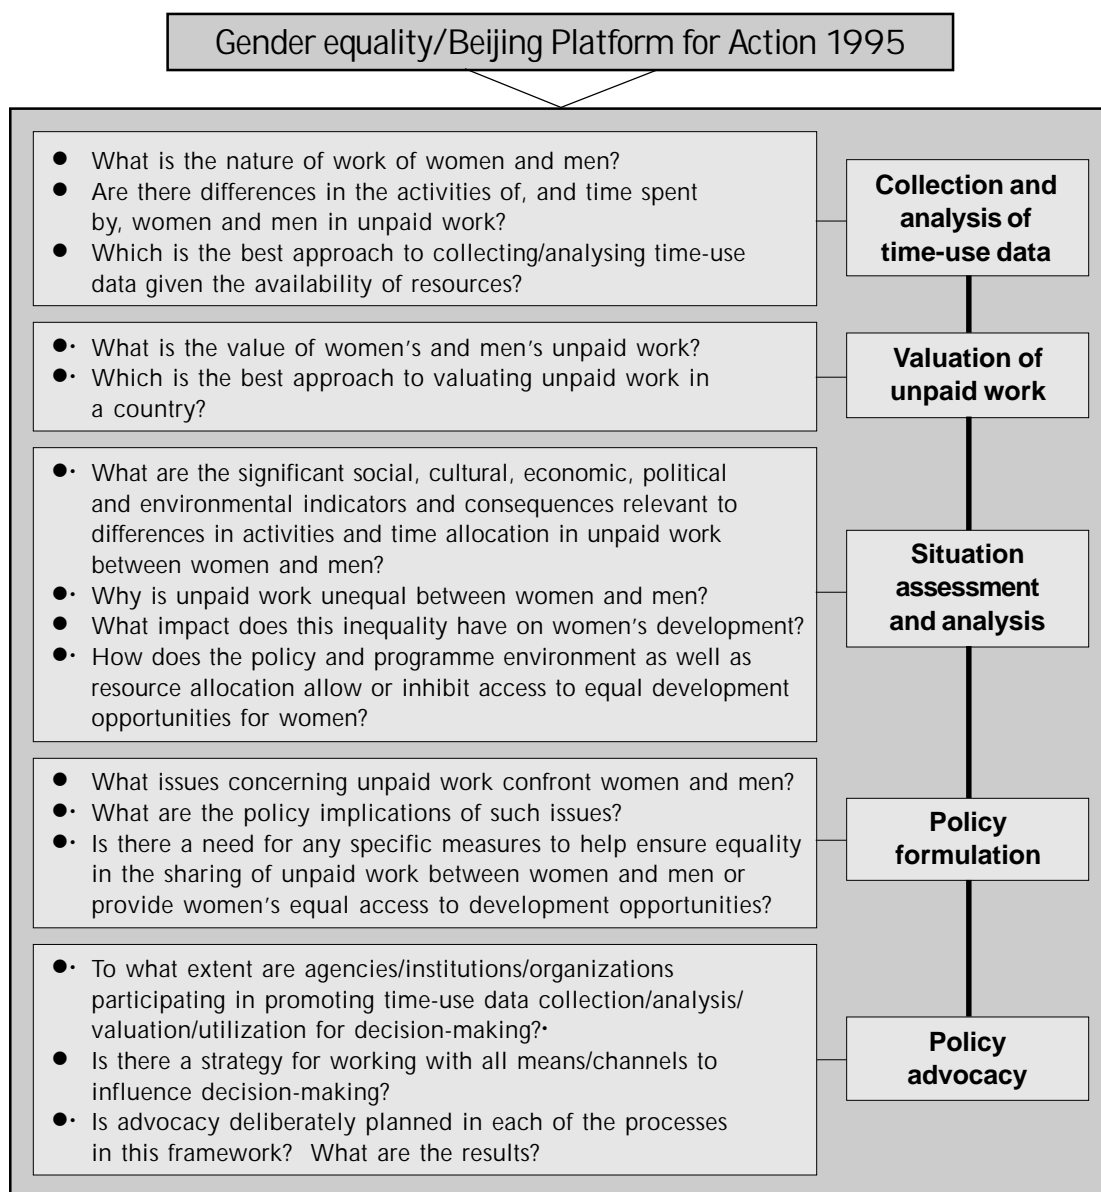 Gender equality/Beijing Platform for Action 1995
● What is the nature of work of women and men?
● Are there differences in the activities of, and time spent
by, women and men in unpaid work?
● Which is the best approach to collecting/analysing time-use
data given the availability of resources?
Collection and
analysis of
time-use data
●· What is the value of women's and men's unpaid work?
●· Which is the best approach to valuating unpaid work in
a country?
Valuation of
unpaid work
●· What are the significant social, cultural, economic, political
and environmental indicators and consequences relevant to
differences in activities and time allocation in unpaid work
between women and men?
●· Why is unpaid work unequal between women and men?
● What impact does this inequality have on women's development?
●· How does the policy and programme environment as well as
resource allocation allow or inhibit access to equal development
opportunities for women?
Situation
assessment
and analysis
● What issues concerning unpaid work confront women and men?
●· What are the policy implications of such issues?
●· Is there a need for any specific measures to help ensure equality
in the sharing of unpaid work between women and men or
provide women's equal access to development opportunities?
Policy
formulation
●· To what extent are agencies/institutions/organizations
participating in promoting time-use data collection/analysis/
valuation/utilization for decision-making?·
● Is there a strategy for working with all means/channels to
influence decision-making?
●· Is advocacy deliberately planned in each of the processes
in this framework? What are the results?
Policy
advocacy